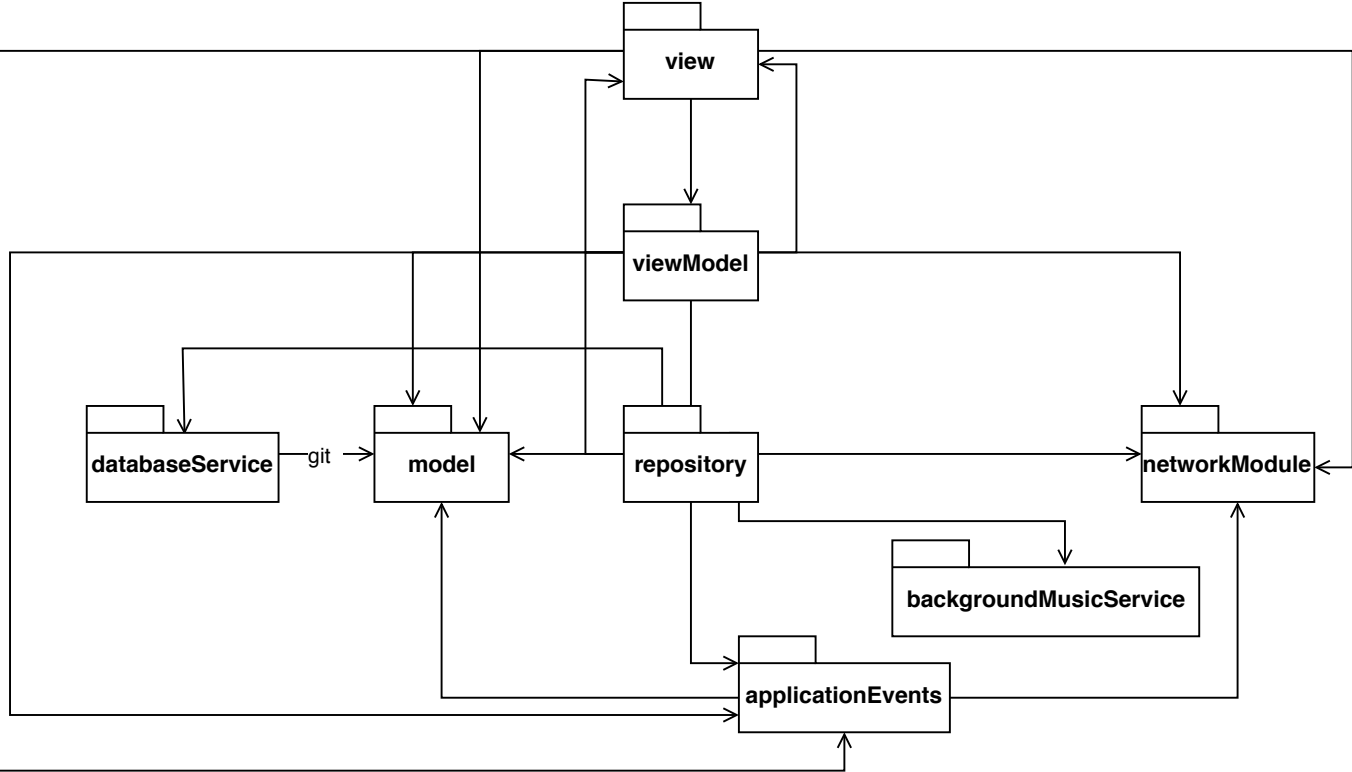 view
viewModel
databaseService
git
model
repository
networkModule
backgroundMusicService
applicationEvents